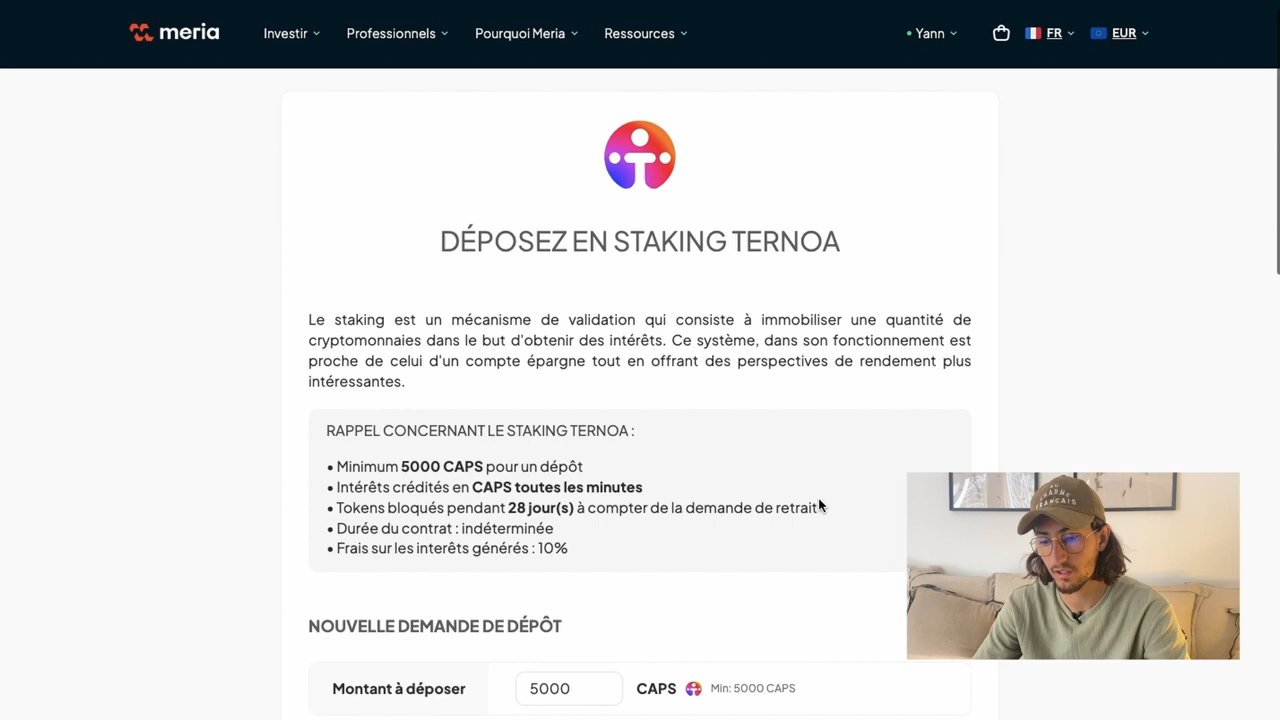 meria
Investir
Professionnels
Pourquoi Meria
Ressources
Yann
FR
EUR
DÉPOSEZ EN STAKING TERNOA
Le staking est un mécanisme de validation qui consiste à immobiliser une quantité de
cryptomonnaies dans le but d'obtenir des intérêts. Ce système, dans son fonctionnement est
proche de celui d'un compte épargne tout en offrant des perspectives de rendement plus
intéressantes.
RAPPEL CONCERNANT LE STAKING TERNOA :
• Minimum 5000 CAPS pour un dépôt
• Intérêts crédités en CAPS toutes les minutes
• Tokens bloqués pendant 28 jour(s) à compter de la demande de retrait
• Durée du contrat : indéterminée
• Frais sur les interêts générés : 10%
CHARME
FRANÇAIS
NOUVELLE DEMANDE DE DÉPÔT
Montant à déposer
5000
CAPS
Min: 5000 CAPS